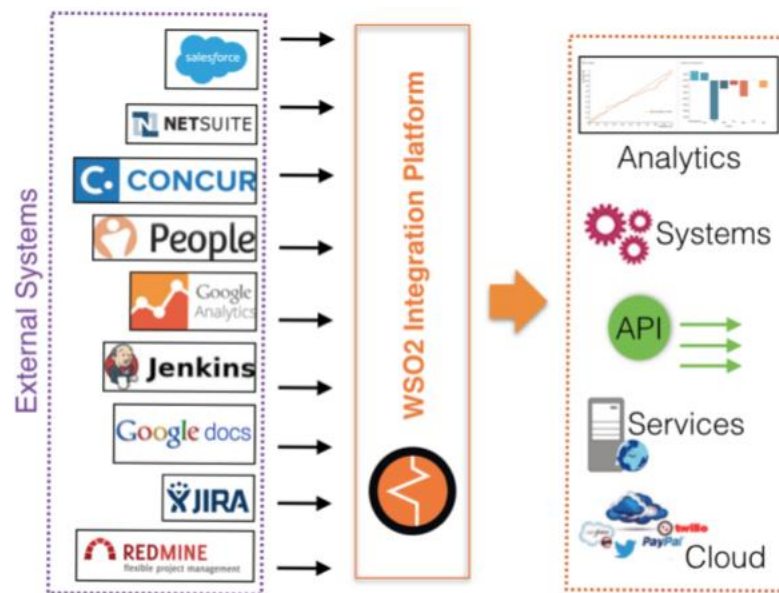 External Systems
salesforce
NETSUITE
CONCUR
People
Google
Analytics
Jenkins
Google docs
JIRA
REDMINE
flexible project management
WSO2 Integration Platform
Analytics
Systems
API
Services
twilio
PayPal
Cloud